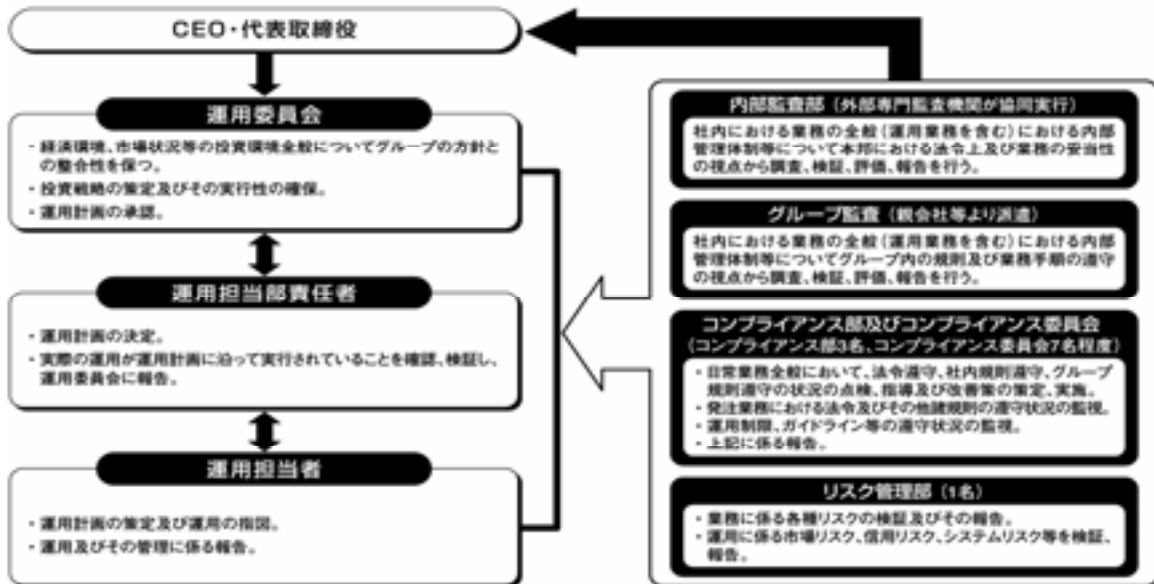 CEO・代表取締役
運用委員会
・経済環境、市場状況等の投資環境全般についてグループの方針と
の整合性を保つ。
・投資戦略の策定及びその実行性の確保。
・運用計画の承認。
運用担当部責任者
・運用計画の決定。
・実際の運用が運用計画に沿って実行されていることを確認、検証し、
運用委員会に報告。
運用担当者
・運用計画の策定及び運用の指図。
・運用及びその管理に係る報告。
内部監査部（外部専門監査機関が協同実行）
社内における業務の全般（運用業務を含む）における内部
管理体制等について本邦における法令上及び業務の妥当性
の視点から調査、検証、評価、報告を行う。
グループ監査（親会社等より派遣）
社内における業務の全般（運用業務を含む）における内部
管理体制等についてグループ内の規則及び業務手順の遵守
の視点から調査、検証、評価、報告を行う。
コンプライアンス部及びコンプライアンス委員会
（コンプライアンス部3名、コンプライアンス委員会7名程度）
・日常業務全般において、法令遵守、社内規則遵守、グループ
規則遵守の状況の点検、指導及び改善策の策定、実施。
・発注業務における法令及びその他諸規則の遵守状況の監視。
・運用制限、ガイドライン等の遵守状況の監視。
・上記に係る報告。
リスク管理部（1名）
・業務に係る各種リスクの検証及びその報告。
・運用に係る市場リスク、信用リスク、システムリスク等を検証、
報告。